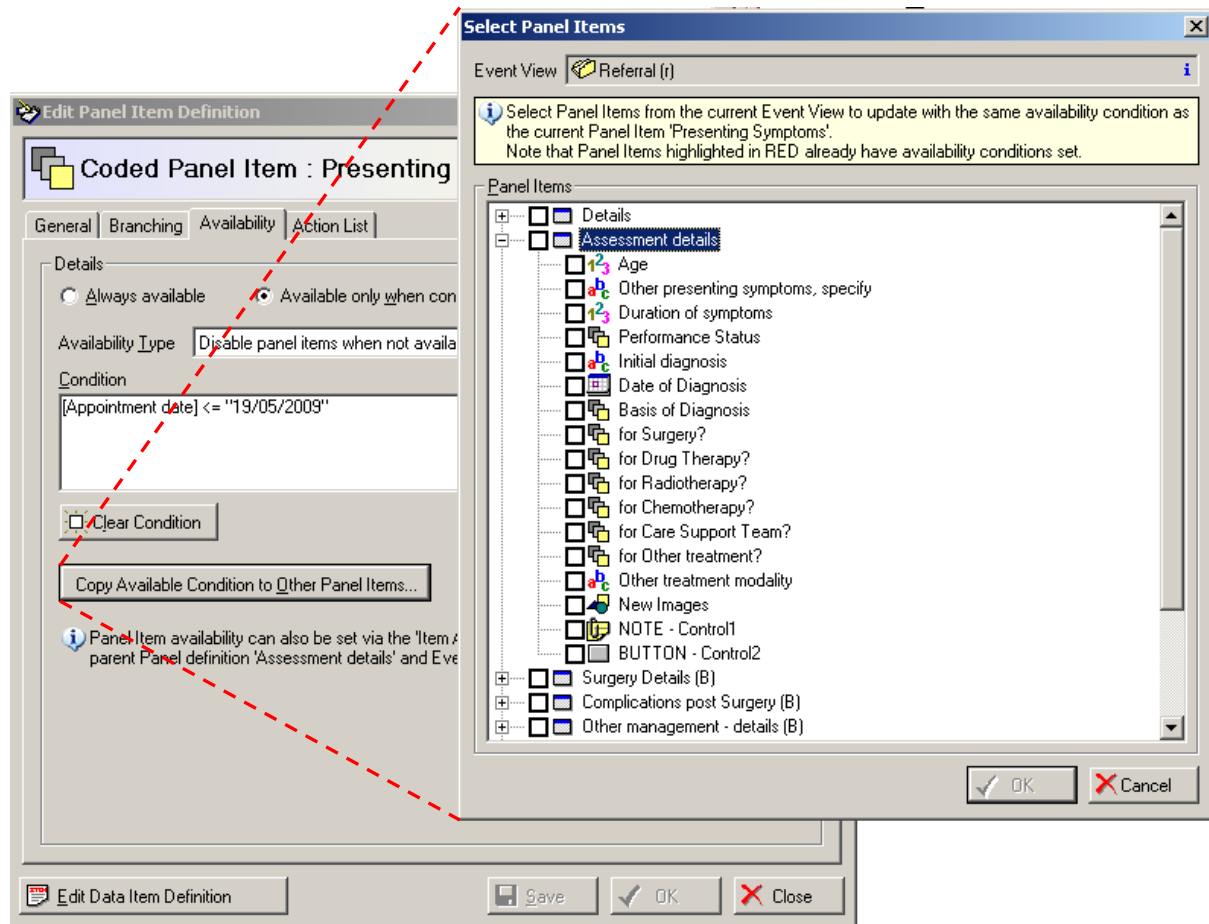 Select Panel Items
Event View
Referral (r)
i
Select Panel Items from the current Event View to update with the same availability condition as
the current Panel Item 'Presenting Symptoms'.
Note that Panel Items highlighted in RED already have availability conditions set.
Panel Items
Details
Assessment details
Age
Other presenting symptoms, specify
Duration of symptoms
Performance Status
Initial diagnosis
Date of Diagnosis
Basis of Diagnosis
for Surgery?
for Drug Therapy?
for Radiotherapy?
for Chemotherapy?
for Care Support Team?
for Other treatment?
Other treatment modality
New Images
NOTE - Control1
BUTTON - Control2
Surgery Details (B)
Complications post Surgery (B)
Other management - details (B)
OK
Cancel
Edit Panel Item Definition
Coded Panel Item : Presenting
General
Branching
Availability
Action List
Details
Always available
Available only when con
Availability Type
Disable panel items when not availa
Condition
[Appointment date] <= "19/05/2009"
Clear Condition
Copy Available Condition to Other Panel Items...
Panel Item availability can also be set via the 'Item A
parent Panel definition 'Assessment details' and Eve
Edit Data Item Definition
Save
OK
Close